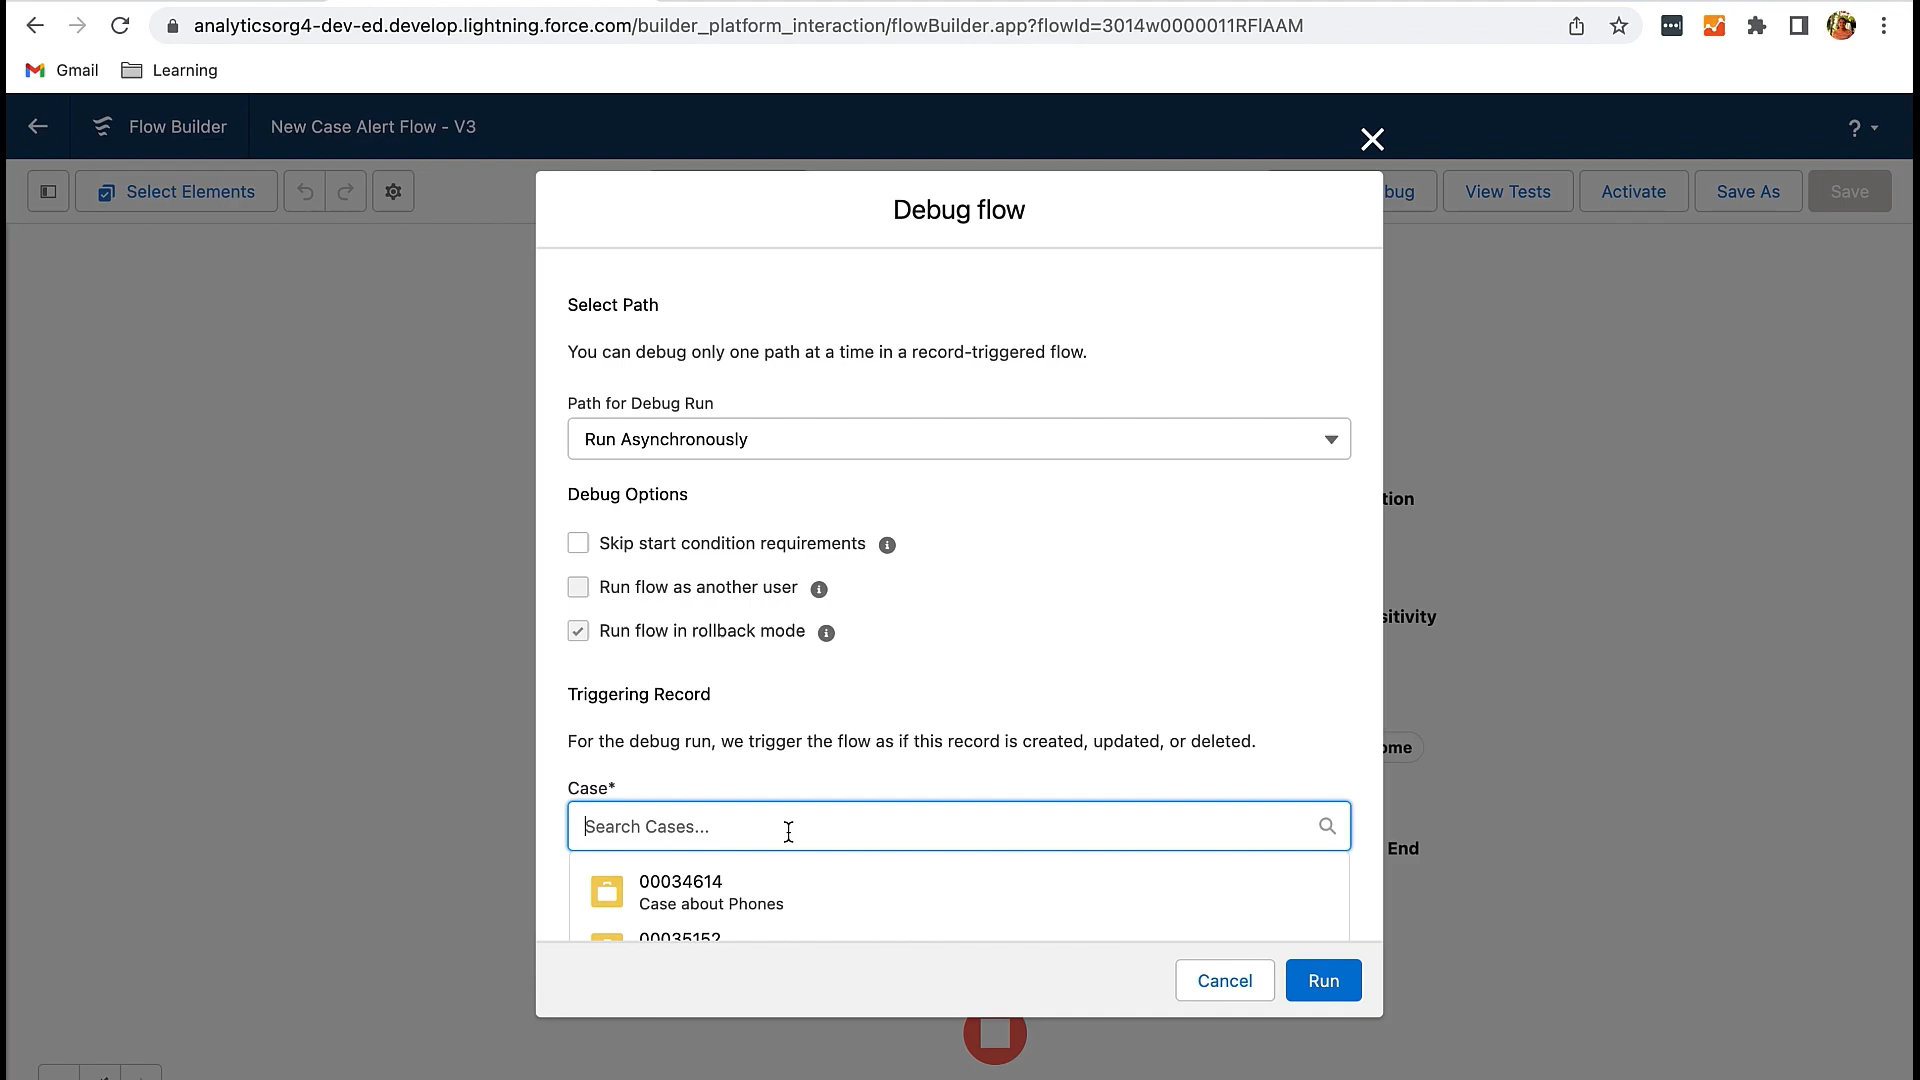 analyticsorg4-dev-ed.develop.lightning.force.com/builder_platform_interaction/flowBuilder.app?flowId=3014w0000011RFlAAM
Gmail
Learning
Flow Builder
New Case Alert Flow - V3
?
Select Elements
bug
View Tests
Activate
Save As
Save
Debug flow
Select Path
You can debug only one path at a time in a record-triggered flow.
Path for Debug Run
Run Asynchronously
Debug Options
Skip start condition requirements
Run flow as another user
Run flow in rollback mode
Triggering Record
For the debug run, we trigger the flow as if this record is created, updated, or deleted.
Case*
Search Cases...
00034614
Case about Phones
00035152
Cancel
Run
tion
sitivity
ome
End